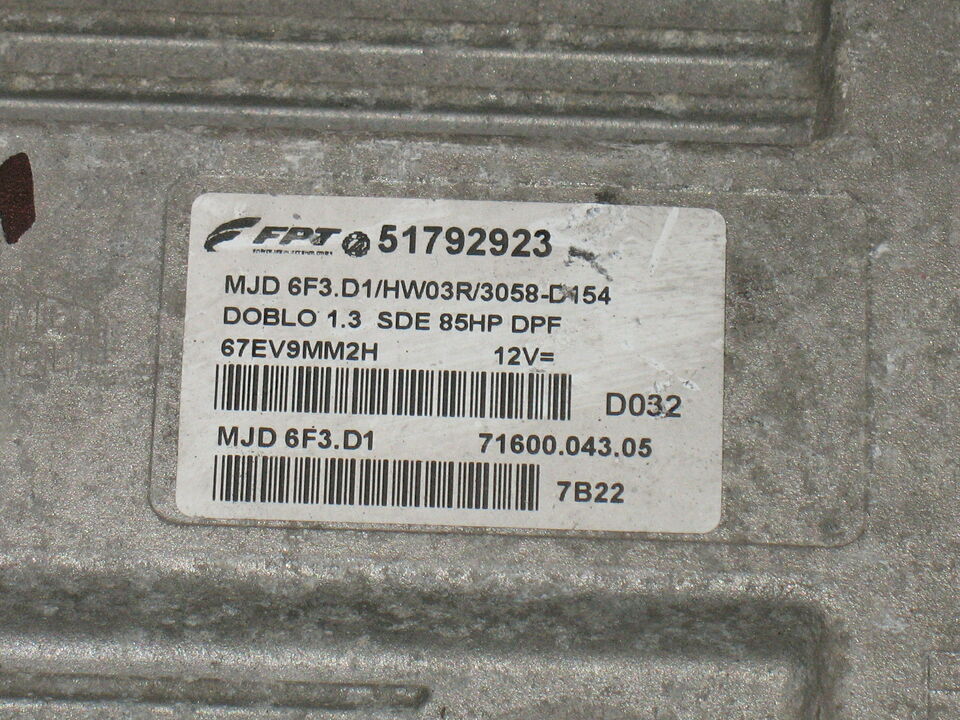 FPT 51792923
MJD 6F3.D1/HW03R/3058-D154
DOBLO 1.3 SDE 85HP DPF
67EV9MM2H 12V=
D032
MJD 6F3.D1 71600.043.05
7B22